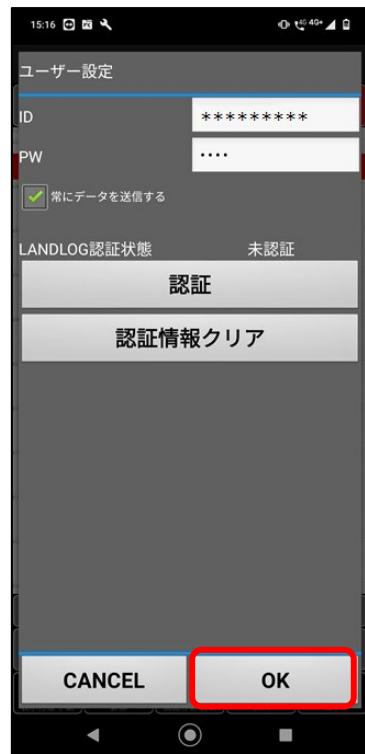 15:16 4G 4G+
ユーザー設定
ID *********
PW ••••
常にデータを送信する
LANDLOG認証状態 未認証
認証
認証情報クリア
CANCEL OK